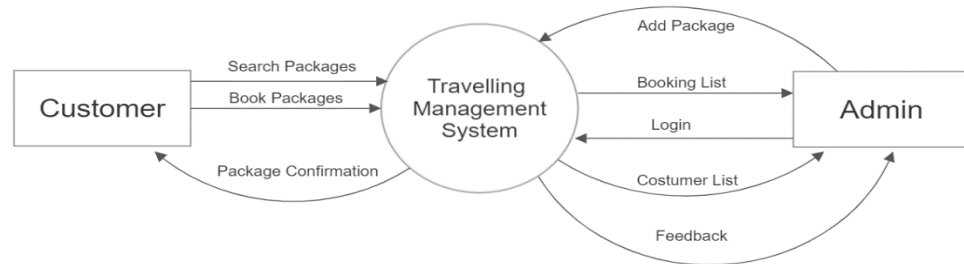 Add Package
Search Packages
Booking List
Customer
Book Packages
Travelling
Management
System
Admin
Login
Package Confirmation
Costumer List
Feedback